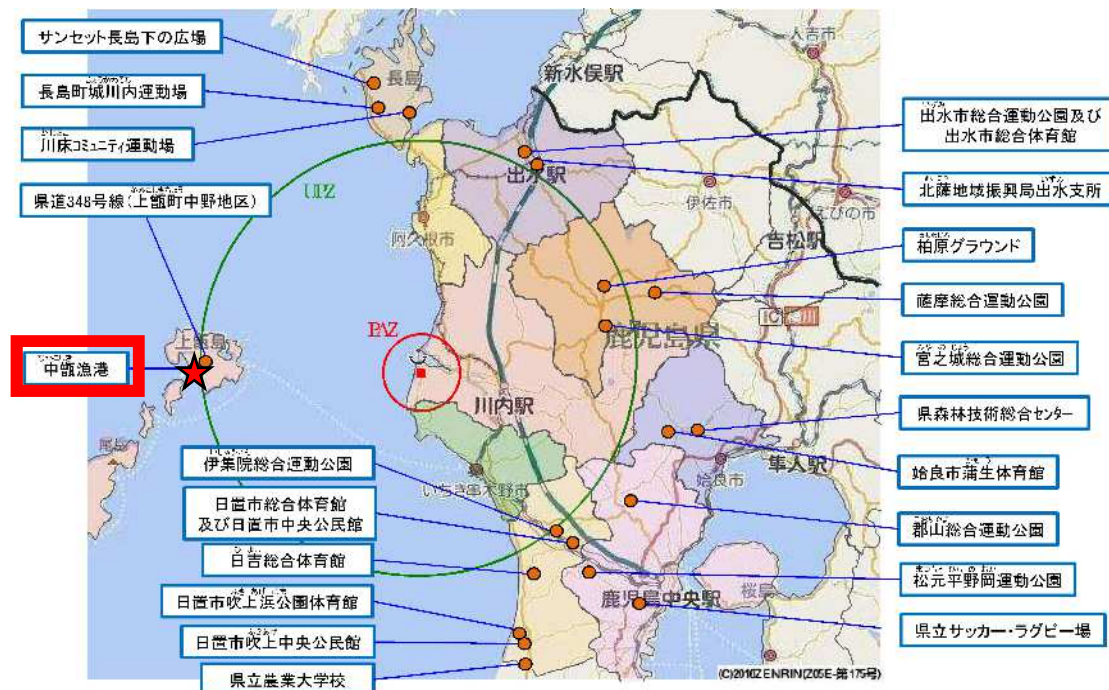 サンセット長島下の広場
長島町城川内運動場
川床コミュニティ運動場
県道348号線(上甑町中野地区)
中甑漁港
伊集院総合運動公園
日置市総合体育館
及び日置市中央公民館
日吉総合体育館
日置市吹上浜公園体育館
日置市吹上中央公民館
県立農業大学校
長島
新水俣駅
人吉市
UPZ
出水駅
阿久根市
伊佐市
えびの市
吉松駅
鹿児島県
PAZ
上甑島
尾岳
川内駅
いちき串木野市
姶良市
隼人駅
鹿児島中央駅
桜島
出水市総合運動公園及び
出水市総合体育館
北薩地域振興局出水支所
柏原グラウンド
薩摩総合運動公園
宮之城総合運動公園
県森林技術総合センター
姶良市蒲生体育館
郡山総合運動公園
松元平野岡運動公園
県立サッカー・ラグビー場
(C)2010ZENRIN(Z05E-第175号)